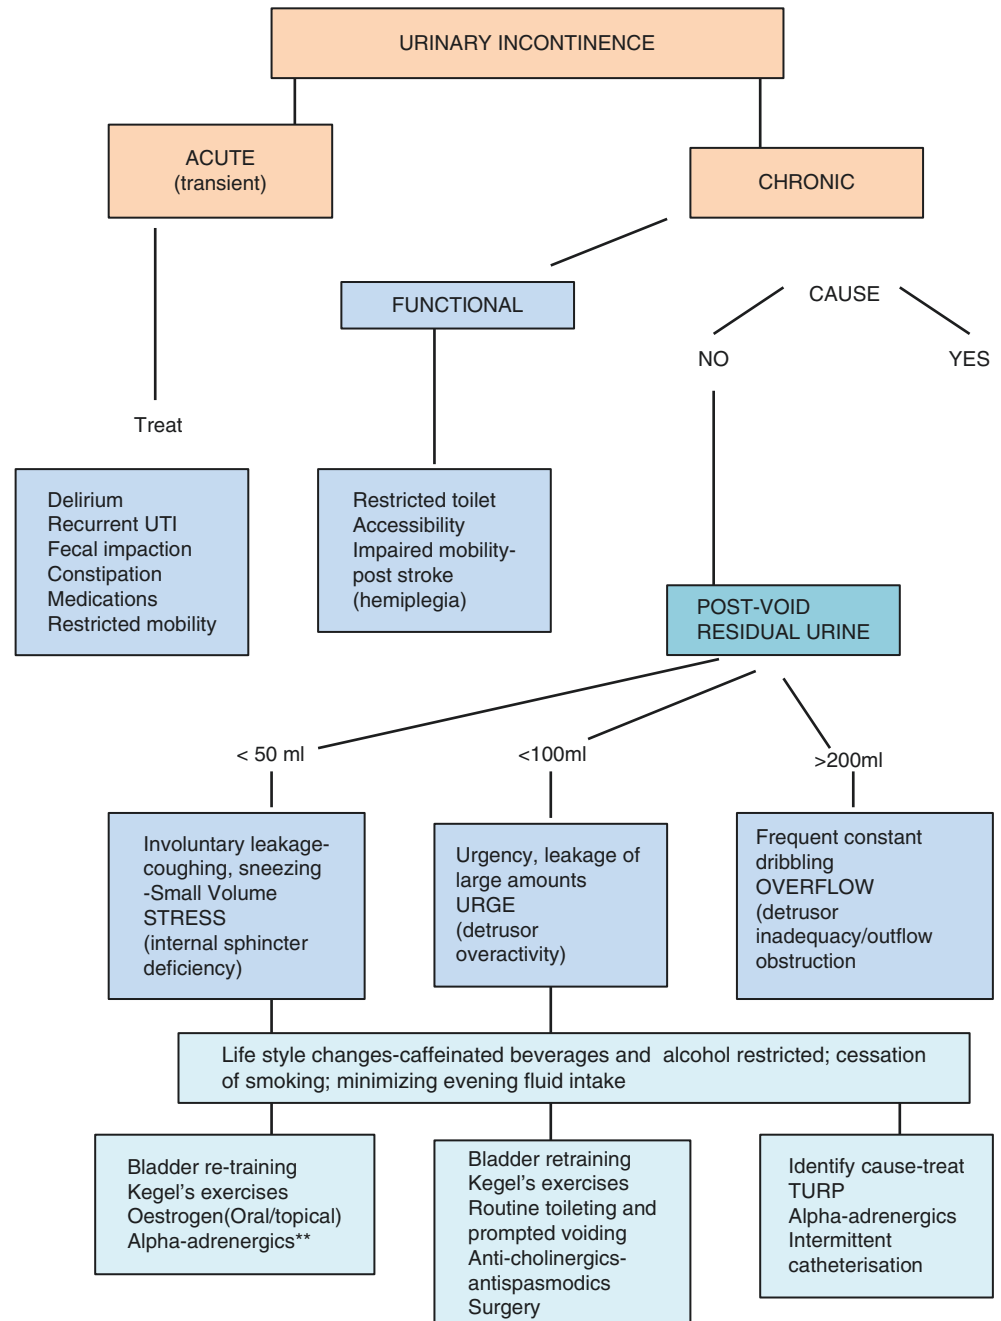 URINARY INCONTINENCE
ACUTE
(transient)
CHRONIC
FUNCTIONAL
CAUSE
NO
YES
Treat
Delirium
Recurrent UTI
Fecal impaction
Constipation
Medications
Restricted mobility
Restricted toilet
Accessibility
Impaired mobility-
post stroke
(hemiplegia)
POST-VOID
RESIDUAL URINE
< 50 ml
<100ml
>200ml
Involuntary leakage-
coughing, sneezing
-Small Volume
STRESS
(internal sphincter
deficiency)
Urgency, leakage of
large amounts
URGE
(detrusor
overactivity)
Frequent constant
dribbling
OVERFLOW
(detrusor
inadequacy/outflow
obstruction
Life style changes-caffeinated beverages and alcohol restricted; cessation
of smoking; minimizing evening fluid intake
Bladder re-training
Kegel's exercises
Oestrogen(Oral/topical)
Alpha-adrenergics**
Bladder retraining
Kegel's exercises
Routine toileting and
prompted voiding
Anti-cholinergics-
antispasmodics
Surgery
Identify cause-treat
TURP
Alpha-adrenergics
Intermittent
catheterisation